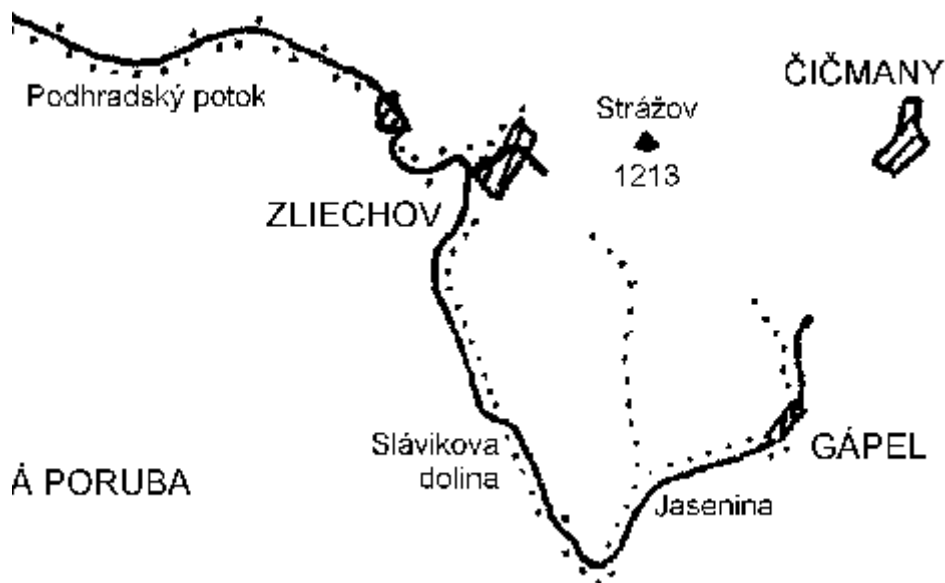 ČIČMANY
Podhradský potok
Strážov
1213
ZLIECHOV
Slávikova
dolina
GÁPEL
Á PORUBA
Jasenina